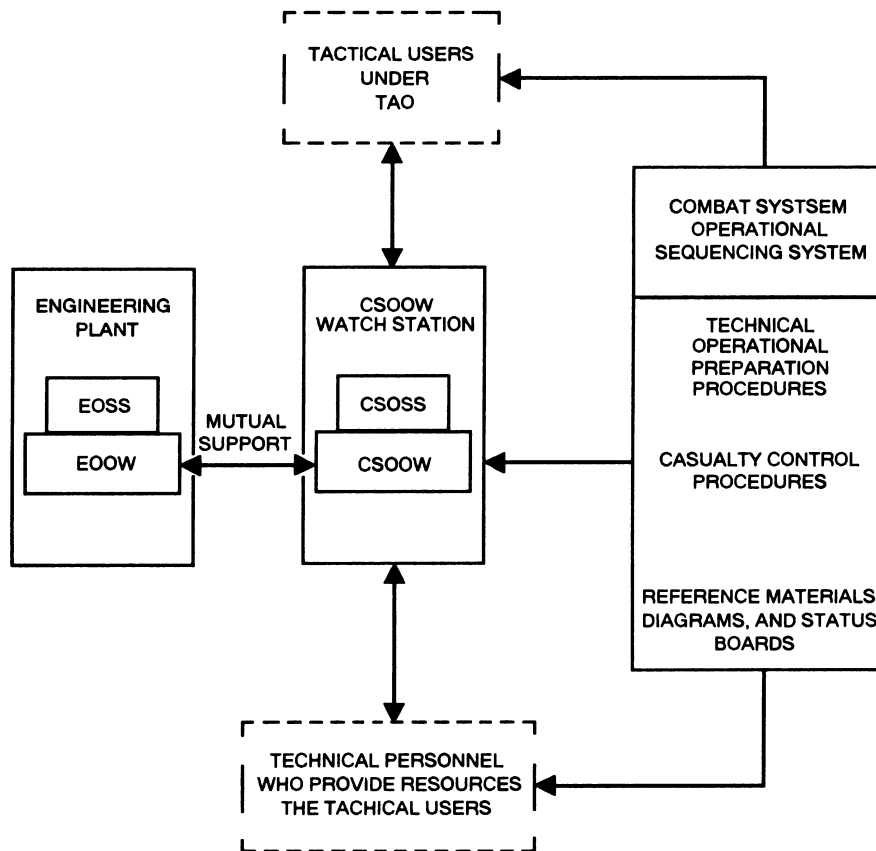 TACTICAL USERS
UNDER
TAO
COMBAT SYSTSEM
OPERATIONAL
SEQUENCING SYSTEM
ENGINEERING
PLANT
EOSS
EOOW
MUTUAL
SUPPORT
CSOOW
WATCH STATION
CSOSS
CSOOW
TECHNICAL
OPERATIONAL
PREPARATION
PROCEDURES
CASUALTY CONTROL
PROCEDURES
REFERENCE MATERIALS,
DIAGRAMS, AND STATUS
BOARDS
TECHNICAL PERSONNEL
WHO PROVIDE RESOURCES
THE TACHICAL USERS